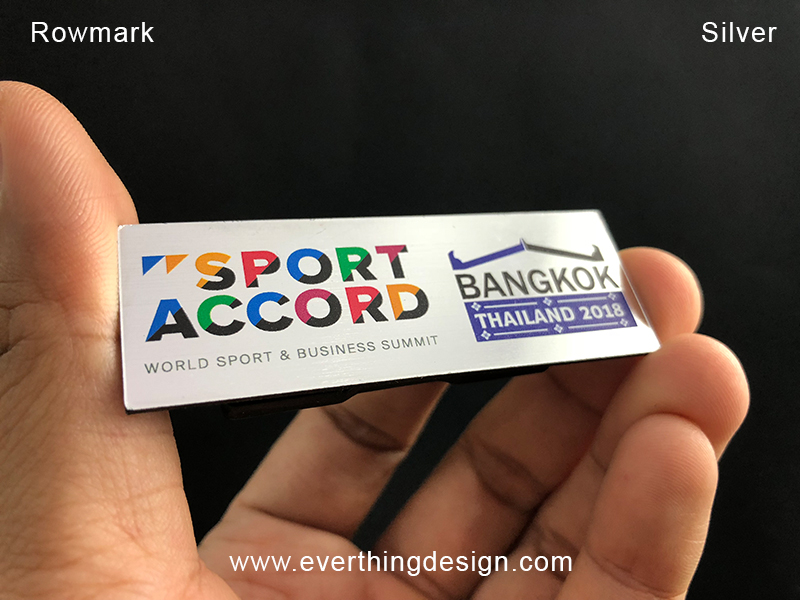 Rowmark Silver
SPORT
ACCORD
WORLD SPORT & BUSINESS SUMMIT
BANGKOK
THAILAND 2018
www.everthingdesign.com